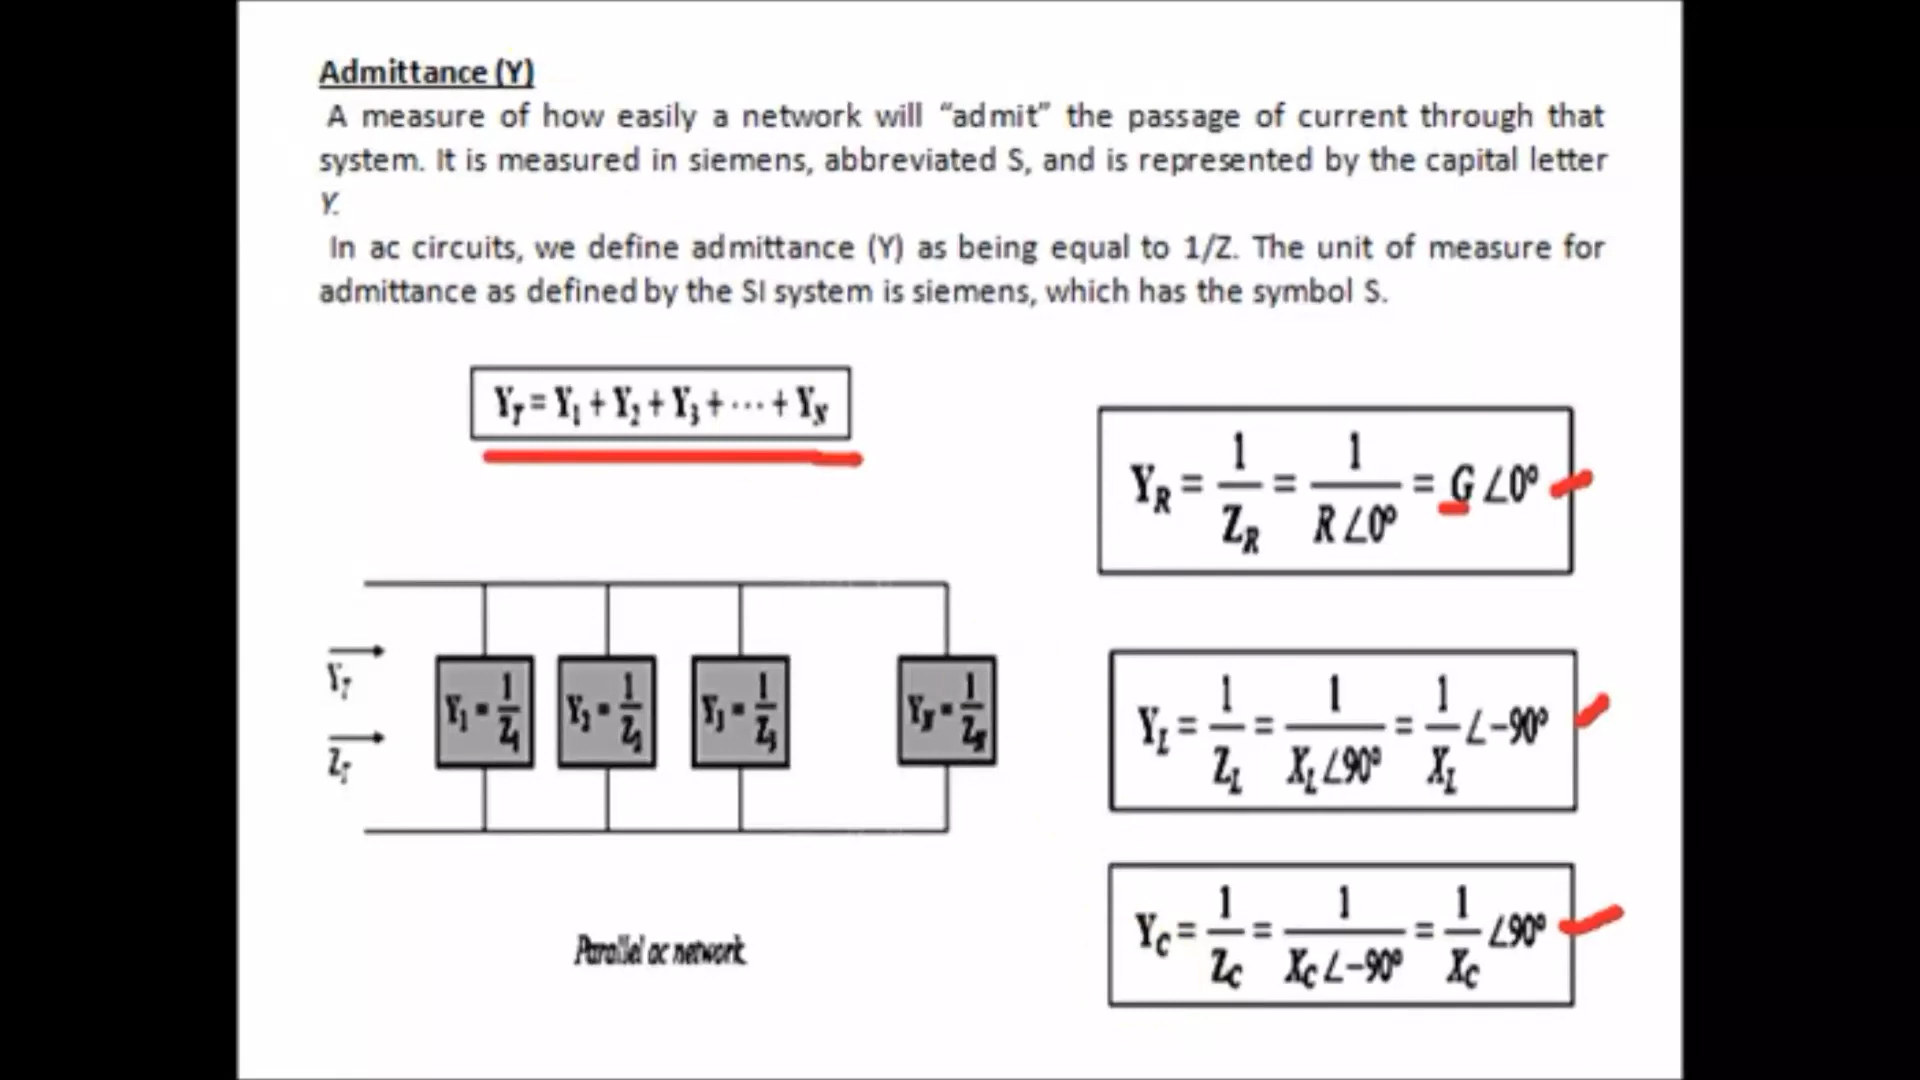 Admittance (Y)
A measure of how easily a network will “admit” the passage of current through that
system. It is measured in siemens, abbreviated S, and is represented by the capital letter
Y.
In ac circuits, we define admittance (Y) as being equal to 1/Z. The unit of measure for
admittance as defined by the SI system is siemens, which has the symbol S.
Y_T = Y_1 + Y_2 + Y_3 + ⋯ + Y_N
Y_R = 1/Z_R = 1/(R∠0°) = G∠0°
Y_T
Z_T
Y_1 = 1/Z_1
Y_2 = 1/Z_2
Y_3 = 1/Z_3
Y_N = 1/Z_N
Y_L = 1/Z_L = 1/(X_L∠90°) = 1/X_L ∠−90°
Y_C = 1/Z_C = 1/(X_C∠−90°) = 1/X_C ∠90°
Parallel ac network